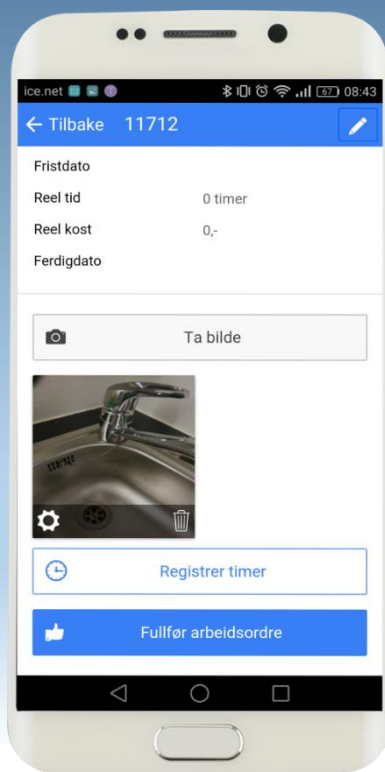 ice.net 67 08:43
← Tilbake 11712
Fristdato
Reel tid 0 timer
Reel kost 0,-
Ferdigdato
Ta bilde
Registrer timer
Fullfør arbeidsordre